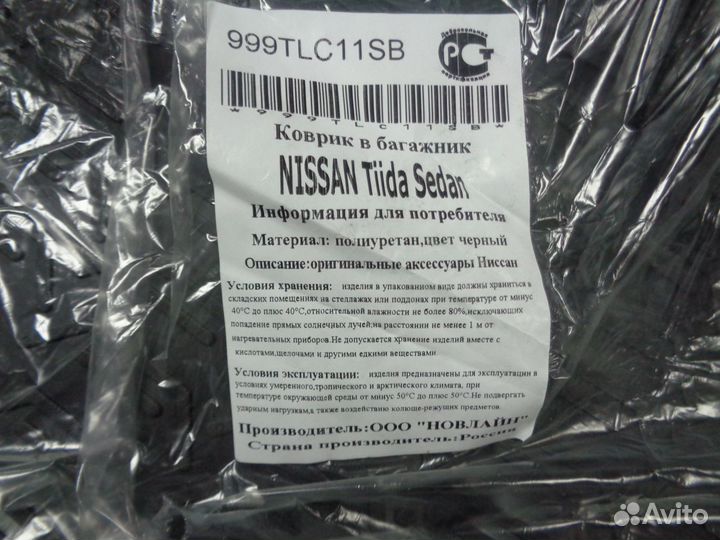 999TLC11SB
Добровольная
РСТ
сертификация
*999TLC11SB*
Коврик в багажник
NISSAN Tiida Sedan
Информация для потребителя
Материал: полиуретан,цвет черный
Описание:оригинальные аксессуары Ниссан
Условия хранения: изделия в упакованном виде должны храниться в
складских помещениях на стеллажах или поддонах при температуре от минус
40°С до плюс 40°С,относительной влажности не более 80%,исключающих
попадание прямых солнечных лучей,на расстоянии не менее 1 м от
нагревательных приборов.Не допускается хранение изделий вместе с
кислотами,щелочами и другими едкими веществами.
Условия эксплуатации: изделия предназначены для эксплуатации в
условиях умеренного,тропического и арктического климата, при
температуре окружающей среды от минус 50°С до плюс 50°С.Не подвергать
ударным нагрузкам,а также воздействию колюще-режущих предметов.
Производитель:ООО "НОВЛАЙН"
Страна производитель:Россия
Avito